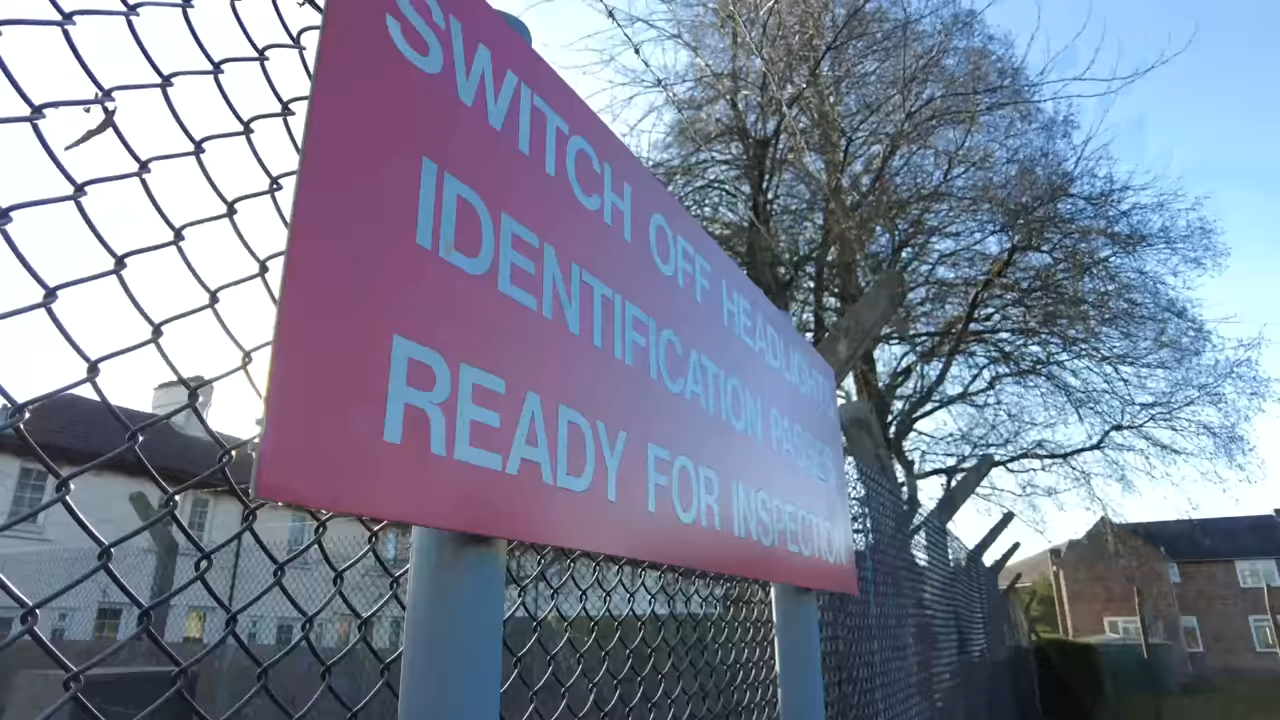 SWITCH OFF HEADLIGHTS
IDENTIFICATION PASSES
READY FOR INSPECTION